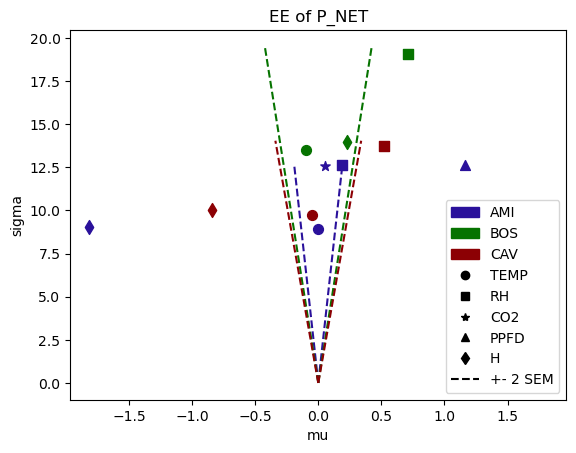 EE of P_NET
20.0
17.5
15.0
12.5
10.0
7.5
5.0
2.5
0.0
sigma
AMI
BOS
CAV
TEMP
RH
CO2
PPFD
H
+- 2 SEM
−1.5 −1.0 −0.5 0.0 0.5 1.0 1.5
mu